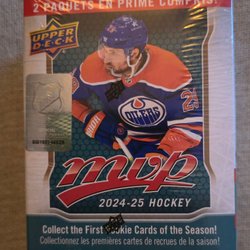 2 PAQUETS EN PRIME COMPRIS!
UPPER DECK
OILERS
mvp
2024-25 HOCKEY
Collect the First Rookie Cards of the Season!
Collectionnez les premières cartes de recrues de la saison!